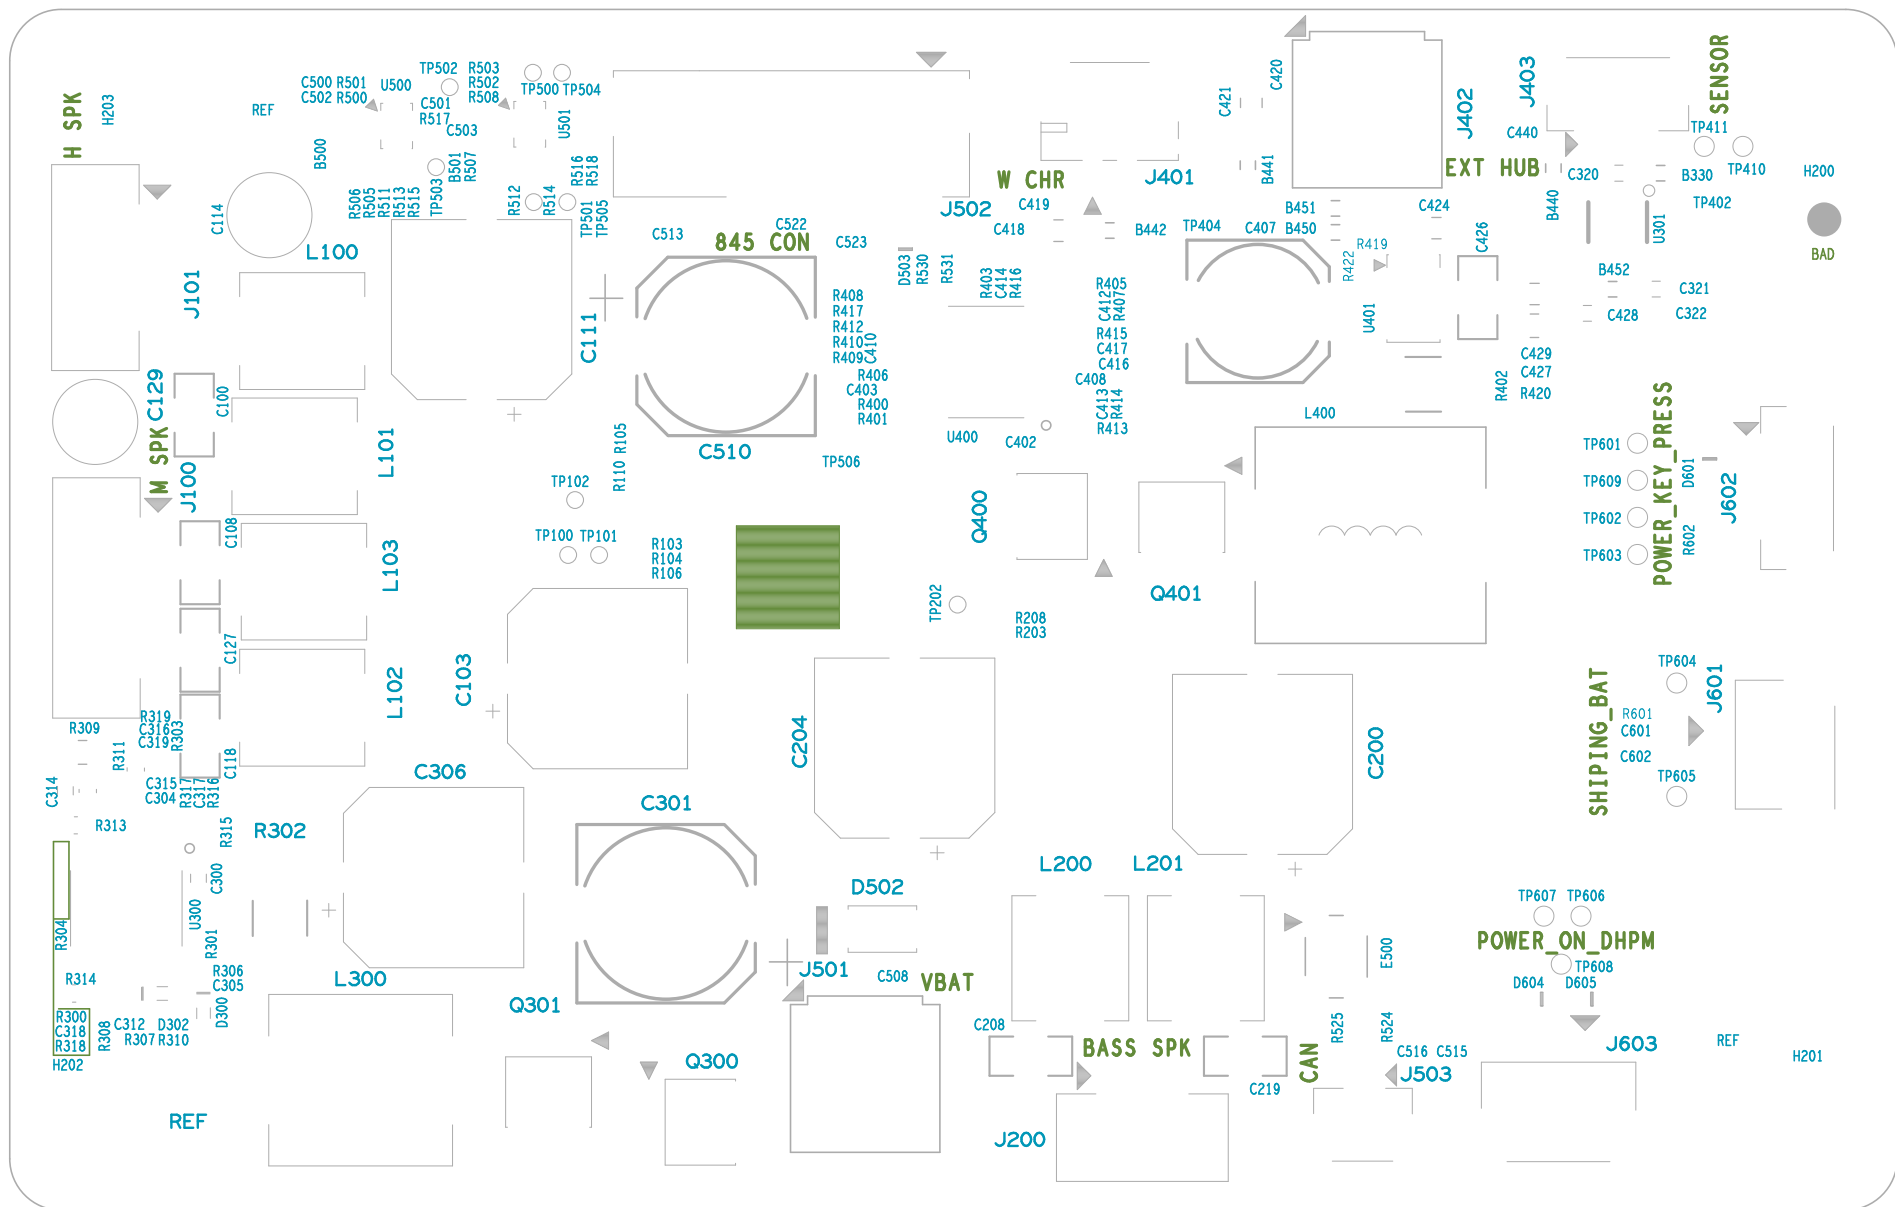 H SPK
H203
REF
C500 R501
C502 R500
U500
TP502
C501
R517
C503
R503
R502
R508
TP500
TP504
U501
B500
B501
R507
TP503
R506
R505
R511
R513
R515
R512
R514
R516
R518
TP501
TP505
C114
L100
J101
C111
C513
845 CON
C522
C523
D503
R530
R531
J502
W CHR
C419
C418
B442
J401
TP404
C407
C421
C420
B441
B451
B450
J402
EXT HUB
J403
SENSOR
C440
C320
TP411
TP410
B330
TP402
H200
B440
U301
BAD
C424
C426
R419
R422
U401
B452
C321
C322
C428
C429
C427
R420
R402
L400
R403
C414
R416
R405
C412
R407
R415
C417
C416
C408
C413
R414
R413
R408
R417
R412
R410
R409
C410
R406
C403
R400
R401
U400
C402
TP506
C510
C129
M SPK
C100
L101
J100
R105
R110
TP102
TP100
TP101
R103
R104
R106
C108
L103
C127
L102
C118
C103
Q400
Q401
TP202
R208
R203
POWER_KEY_PRESS
TP601
TP609
TP602
TP603
D601
R602
J602
TP604
J601
SHIPING_BAT
R601
C601
C602
TP605
R309
R311
R319
C316
C319
R303
C314
C315
C304
R317
C317
R316
R313
R315
R302
C306
C301
C204
C200
C300
U300
R304
R301
R314
R306
C305
R300
C318
R318
R308
C312
R307
D302
R310
D300
H202
L300
Q301
Q300
REF
D502
J501
C508
VBAT
L200
L201
C208
BASS SPK
C219
CAN
J200
E500
R525
R524
C516
C515
J503
TP607
TP606
POWER_ON_DHPM
TP608
D604
D605
J603
REF
H201